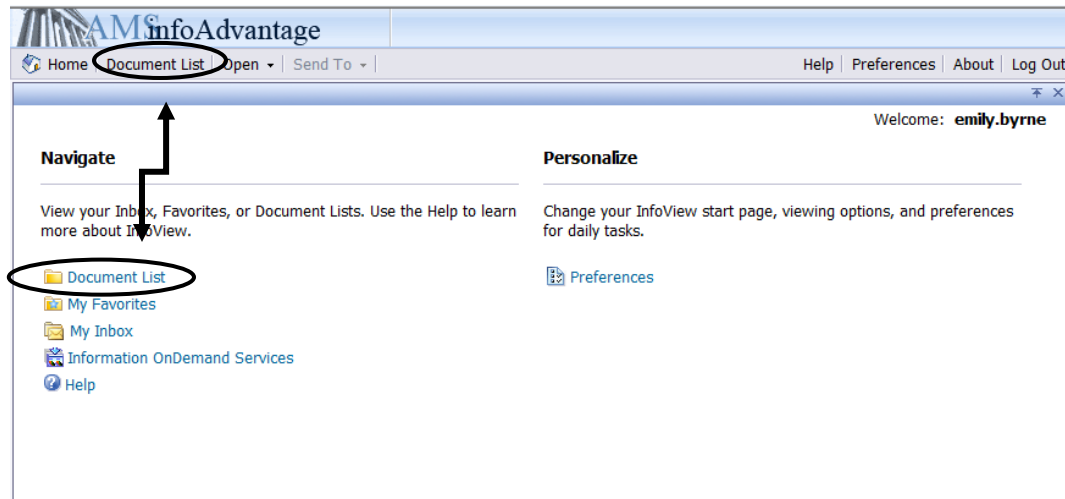 AMSinfoAdvantage
Home | Document List | Open | Send To |
Help | Preferences | About | Log Out
Welcome: emily.byrne
Navigate
View your Inbox, Favorites, or Document Lists. Use the Help to learn
more about InfoView.
Document List
My Favorites
My Inbox
Information OnDemand Services
Help
Personalize
Change your InfoView start page, viewing options, and preferences
for daily tasks.
Preferences